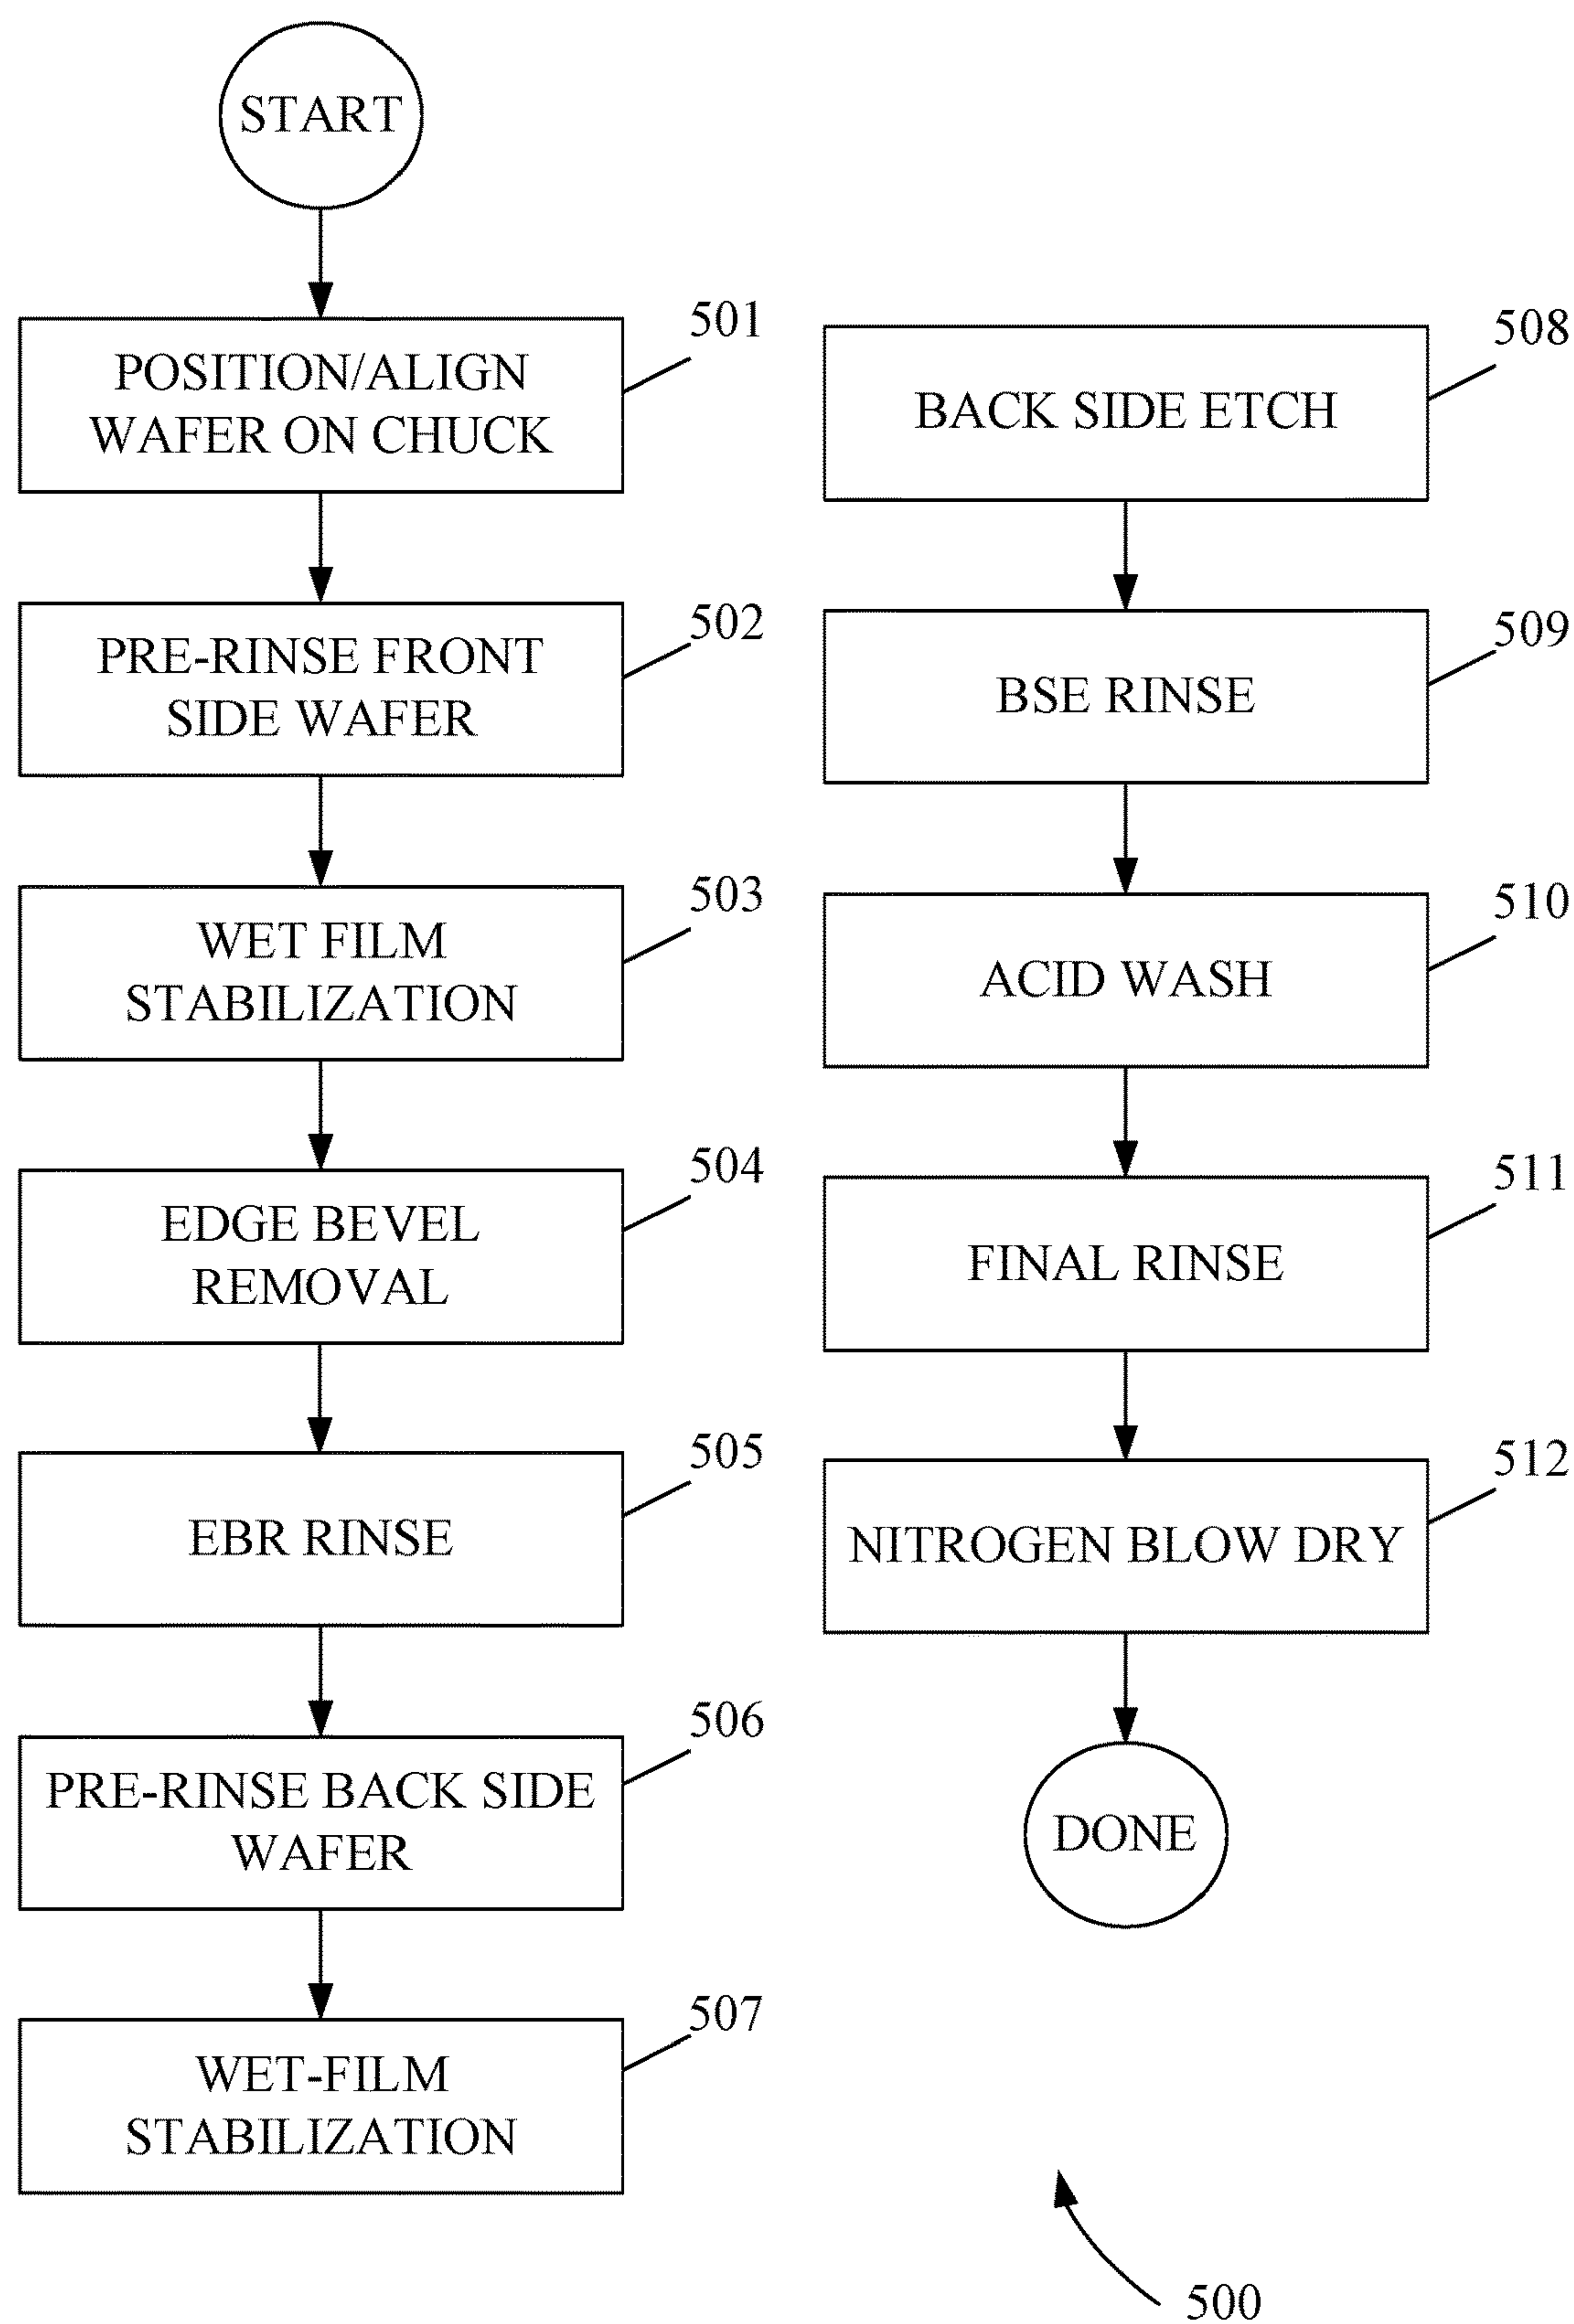 START
POSITION/ALIGN
WAFER ON CHUCK
501
PRE-RINSE FRONT
SIDE WAFER
502
WET FILM
STABILIZATION
503
EDGE BEVEL
REMOVAL
504
EBR RINSE
505
PRE-RINSE BACK SIDE
WAFER
506
WET-FILM
STABILIZATION
507
BACK SIDE ETCH
508
BSE RINSE
509
ACID WASH
510
FINAL RINSE
511
NITROGEN BLOW DRY
512
DONE
500